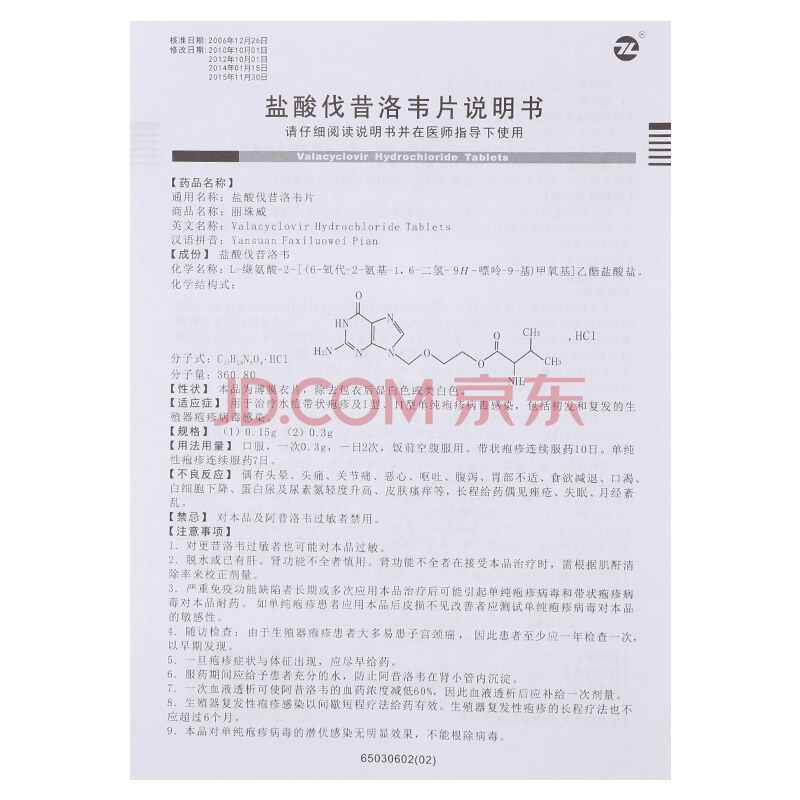 核准日期:2006年12月26日
修改日期:2010年10月01日
2012年10月01日
2014年01月15日
2015年11月30日
盐酸伐昔洛韦片说明书
请仔细阅读说明书并在医师指导下使用
Valacyclovir Hydrochloride Tablets
【药品名称】
通用名称：盐酸伐昔洛韦片
商品名称：丽珠威
英文名称：Valacyclovir Hydrochloride Tablets
汉语拼音：Yansuan Faxiluowei Pian
【成份】 盐酸伐昔洛韦
化学名称：L-缬氨酸-2-[(6-氧代-2-氨基-1,6-二氢-9H-嘌呤-9-基)甲氧基]乙酯盐酸盐。
化学结构式：
O
HN N
H₂N N N O O O CH₃ CH₃ NH₂ ,HCl
分子式：C₁₃H₂₀N₆O₄·HCl
分子量：360.80
JD.COM 京东
【性状】 本品为薄膜衣片，除去包衣后显白色或类白色。
【适应症】用于治疗水痘带状疱疹及I型、II型单纯疱疹病毒感染，包括初发和复发的生
殖器疱疹病毒感染。
【规格】 (1) 0.15g (2) 0.3g
【用法用量】 口服，一次0.3g，一日2次，饭前空腹服用。带状疱疹连续服药10日。单纯
性疱疹连续服药7日。
【不良反应】 偶有头晕、头痛、关节痛、恶心、呕吐、腹泻、胃部不适、食欲减退、口渴、
白细胞下降、蛋白尿及尿素氮轻度升高、皮肤瘙痒等，长程给药偶见痤疮、失眠、月经紊
乱。
【禁忌】 对本品及阿昔洛韦过敏者禁用。
【注意事项】
1. 对更昔洛韦过敏者也可能对本品过敏。
2. 脱水或已有肝、肾功能不全者慎用。肾功能不全者在接受本品治疗时，需根据肌酐清
除率来校正剂量。
3. 严重免疫功能缺陷者长期或多次应用本品治疗后可能引起单纯疱疹病毒和带状疱疹病
毒对本品耐药。如单纯疱疹患者应用本品后皮损不见改善者应测试单纯疱疹病毒对本品
的敏感性。
4. 随访检查：由于生殖器疱疹患者大多易患子宫颈癌，因此患者至少应一年检查一次，
以早期发现。
5. 一旦疱疹症状与体征出现，应尽早给药。
6. 服药期间应给予患者充分的水，防止阿昔洛韦在肾小管内沉淀。
7. 一次血液透析可使阿昔洛韦的血药浓度减低60%，因此血液透析后应补给一次剂量。
8. 生殖器复发性疱疹感染以间歇短程疗法给药有效。生殖器复发性疱疹的长程疗法也不
应超过6个月。
9. 本品对单纯疱疹病毒的潜伏感染无明显效果，不能根除病毒。
65030602(02)